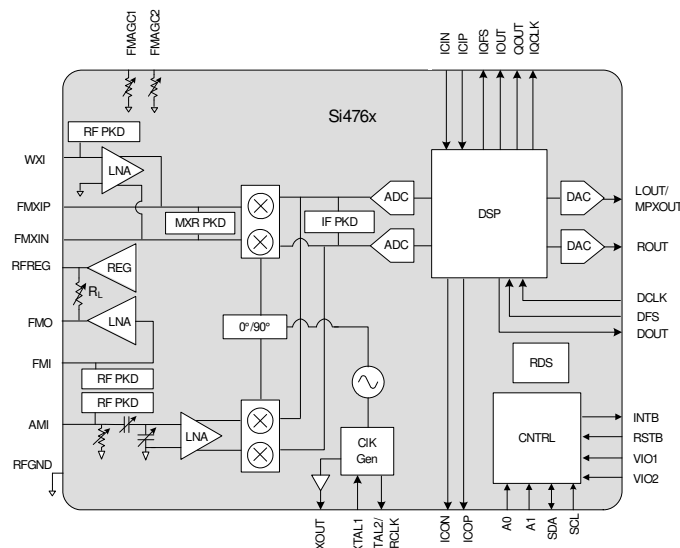 FMAGC1
FMAGC2
ICIN
ICIP
IQFS
IOUT
QOUT
IQCLK
Si476x
RF PKD
WXI
LNA
FMXIP
MXR PKD
FMXIN
RFREG
REG
RL
FMO
LNA
FMI
RF PKD
RF PKD
AMI
LNA
RFGND
IF PKD
ADC
ADC
DSP
DAC
DAC
LOUT/
MPXOUT
ROUT
DCLK
DFS
DOUT
0°/90°
RDS
ClK
Gen
CNTRL
INTB
RSTB
VIO1
VIO2
XOUT
XTAL1
XTAL2/
RCLK
ICON
ICOP
A0
A1
SDA
SCL